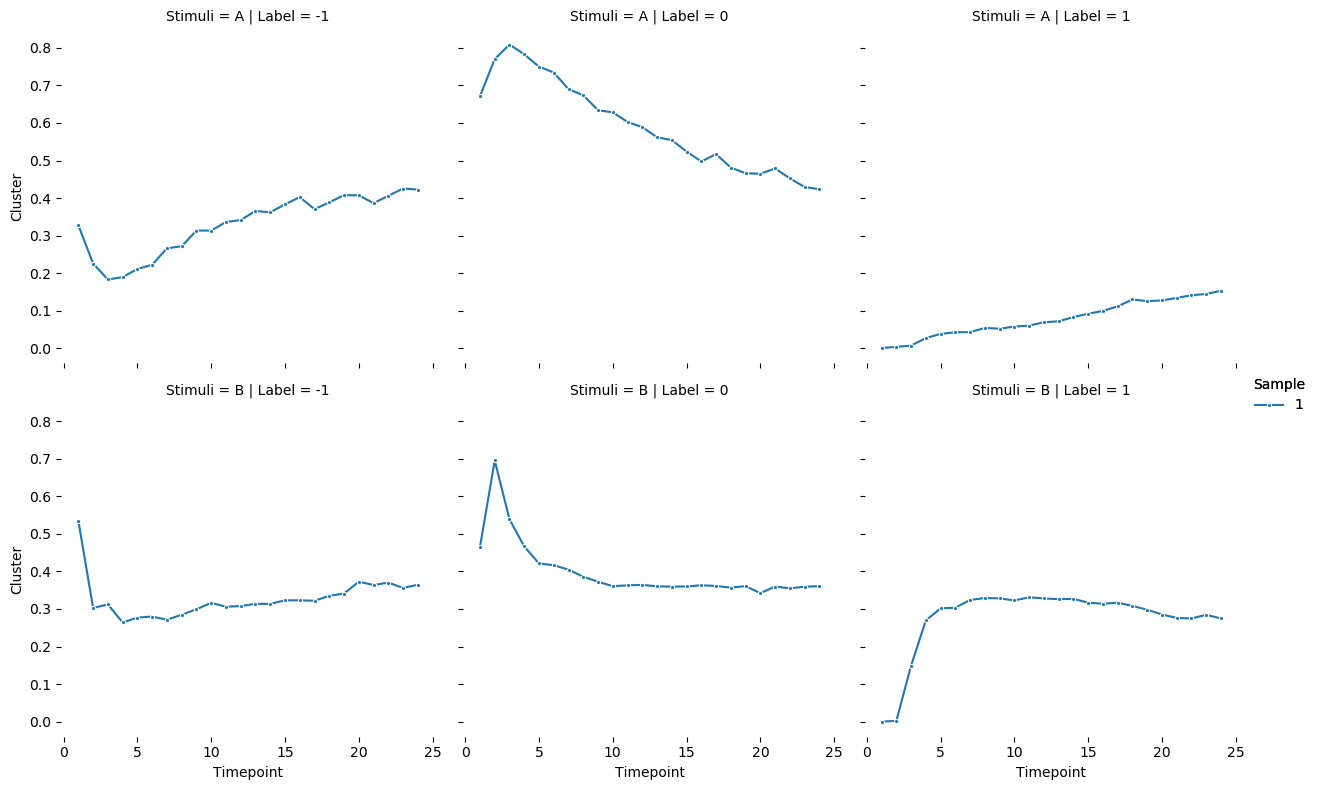 Stimuli = A | Label = -1
Stimuli = A | Label = 0
Stimuli = A | Label = 1
0.8
0.7
0.6
0.5
0.4
0.3
0.2
0.1
0.0
Cluster
Stimuli = B | Label = -1
Stimuli = B | Label = 0
Stimuli = B | Label = 1
Sample
1
0.8
0.7
0.6
0.5
0.4
0.3
0.2
0.1
0.0
Cluster
0 5 10 15 20 25
0 5 10 15 20 25
0 5 10 15 20 25
Timepoint
Timepoint
Timepoint